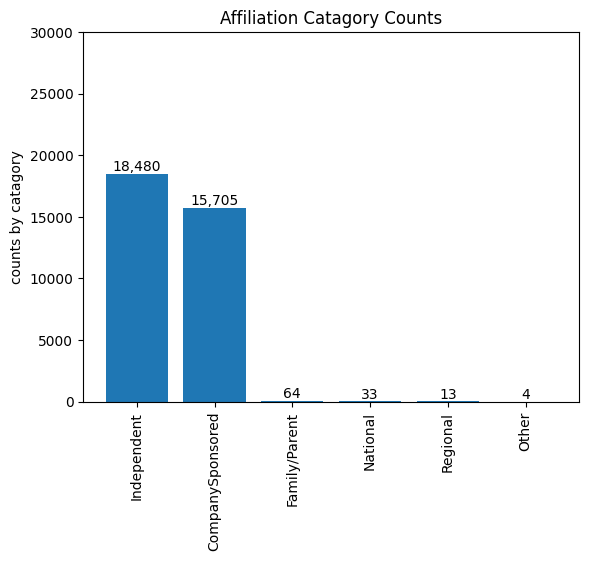 Affiliation Catagory Counts
counts by catagory
30000
25000
20000
15000
10000
5000
0
18,480
15,705
64
33
13
4
Independent
CompanySponsored
Family/Parent
National
Regional
Other